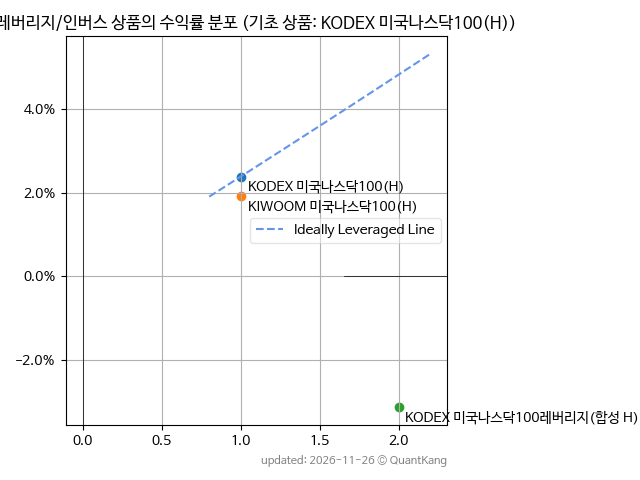 레버리지/인버스 상품의 수익률 분포 (기초 상품: KODEX 미국나스닥100(H))
4.0%
2.0%
0.0%
−2.0%
KODEX 미국나스닥100(H)
KIWOOM 미국나스닥100(H)
Ideally Leveraged Line
KODEX 미국나스닥100레버리지(합성 H)
0.0 0.5 1.0 1.5 2.0
updated: 2026-11-26 © QuantKang